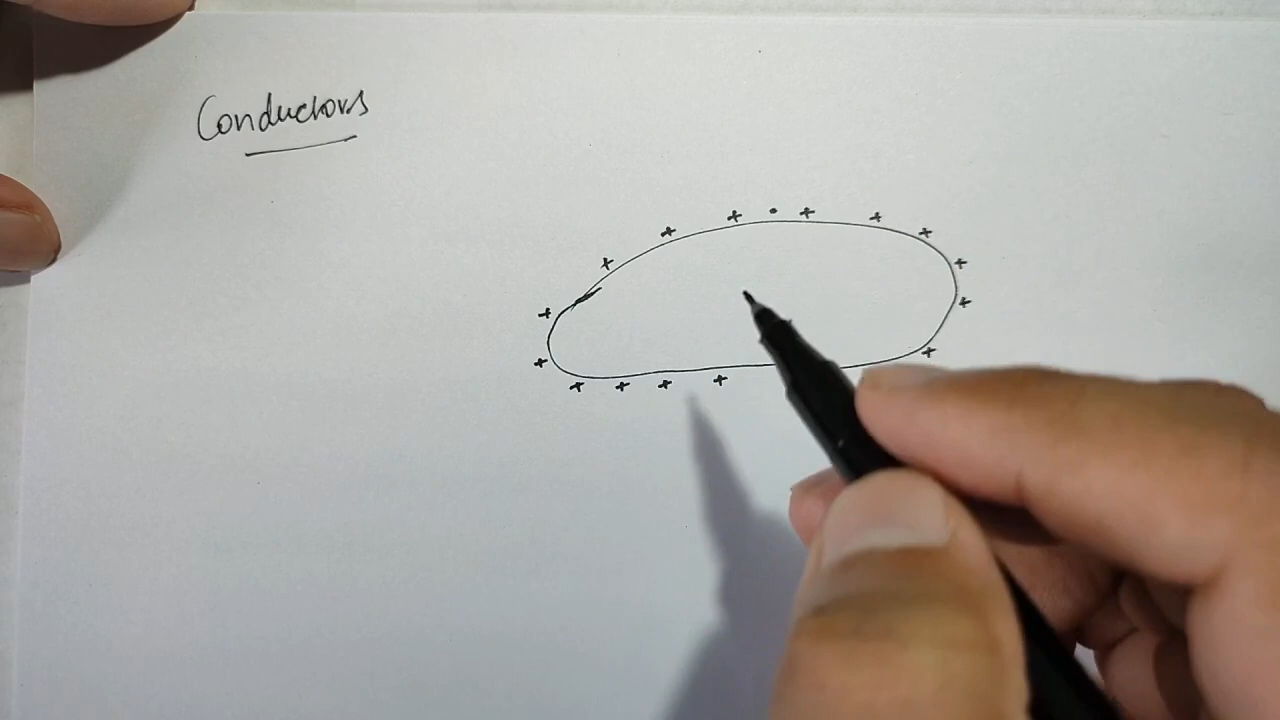 Conductors
+ + + + + + + + + + + + + + + +